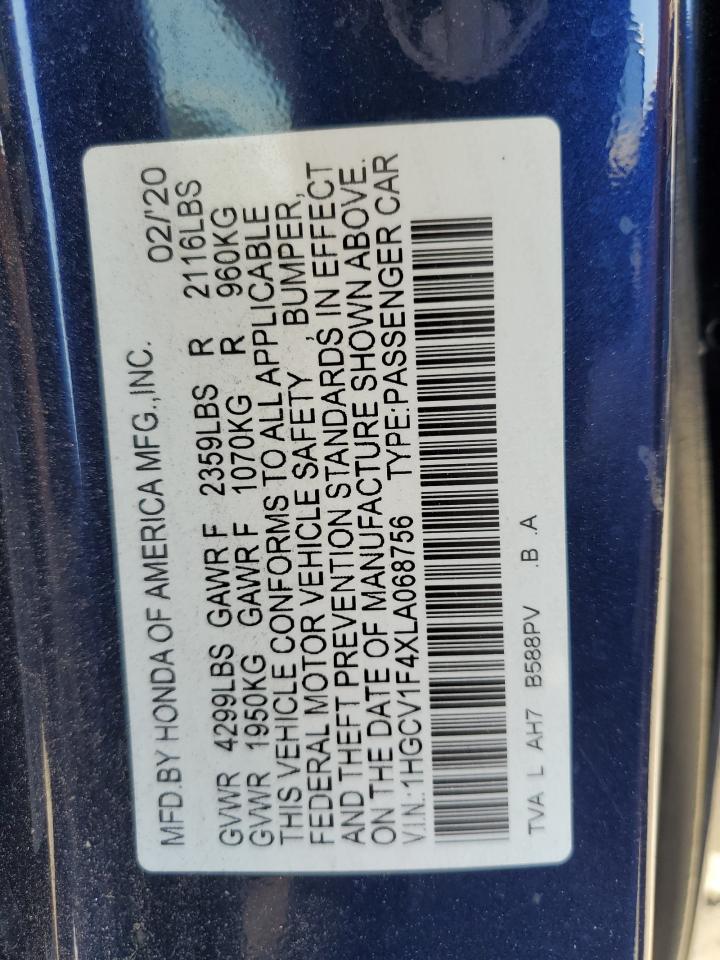 MFD.BY HONDA OF AMERICA MFG.,INC. 02/'20
GVWR 4299LBS GAWR F 2359LBS R 2116LBS
GVWR 1950KG GAWR F 1070KG R 960KG
THIS VEHICLE CONFORMS TO ALL APPLICABLE
FEDERAL MOTOR VEHICLE SAFETY , BUMPER,
AND THEFT PREVENTION STANDARDS IN EFFECT
ON THE DATE OF MANUFACTURE SHOWN ABOVE.
V.I.N.:1HGCV1F4XLA068756 TYPE:PASSENGER CAR
TVA L AH7 B588PV .B .A